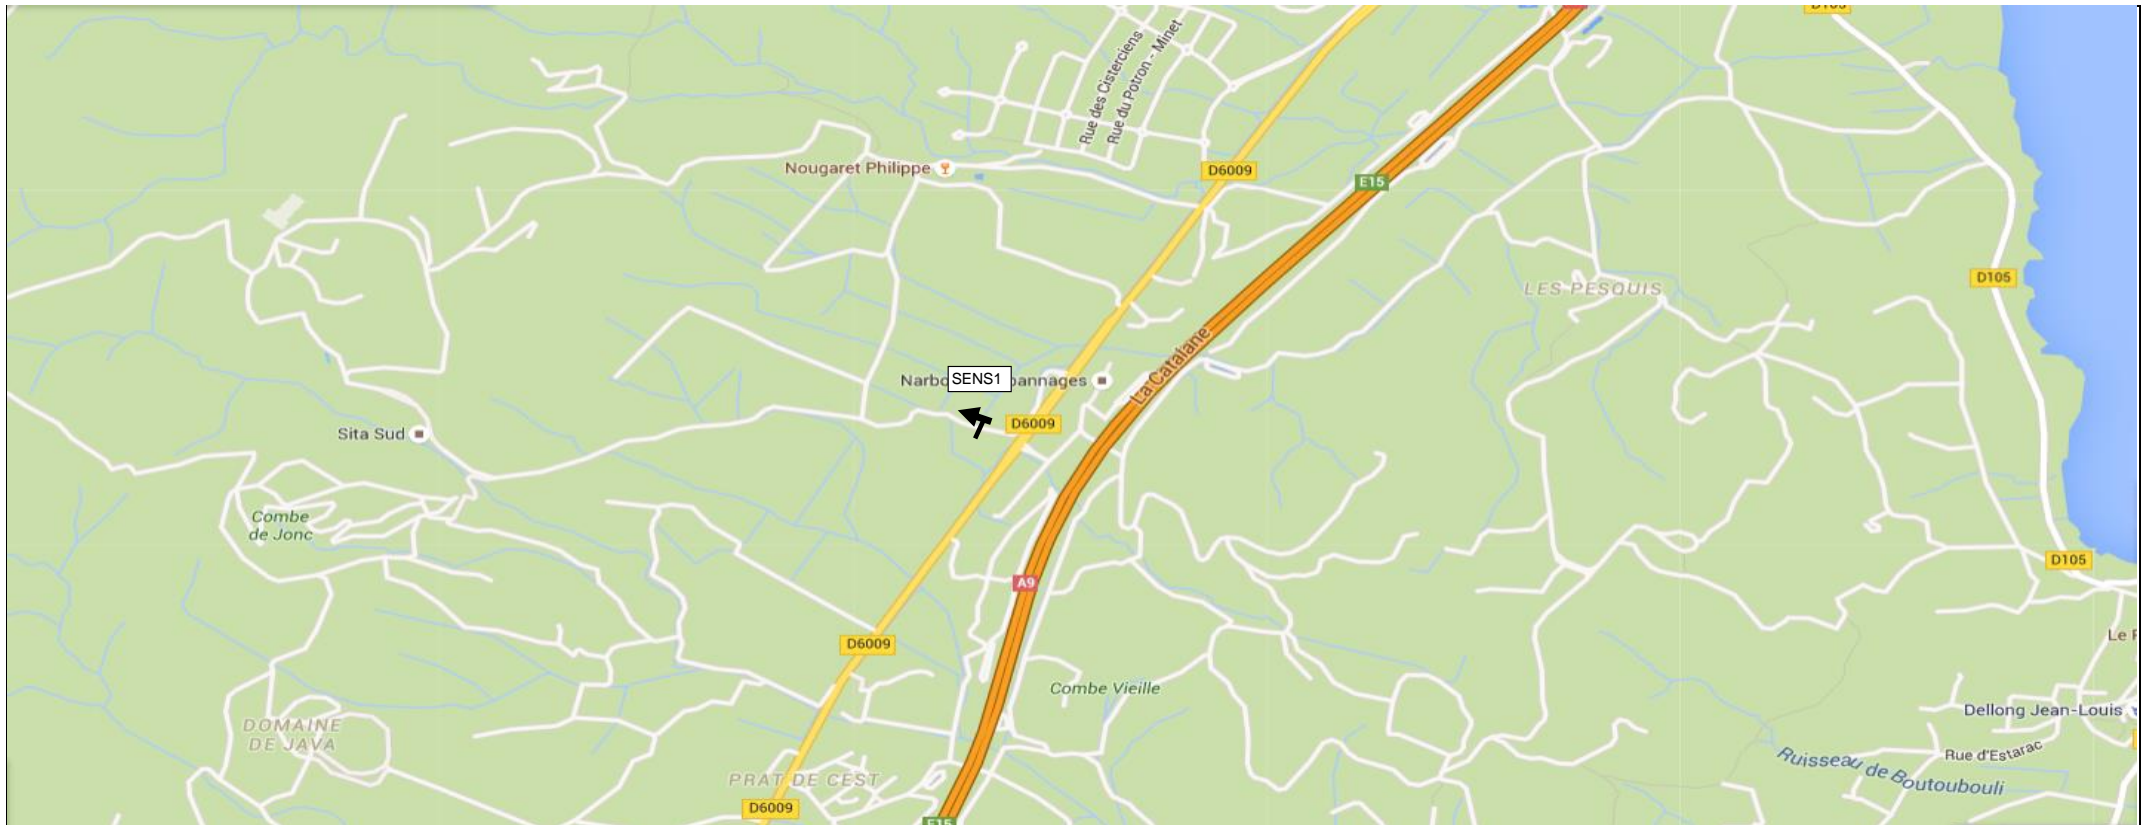 D105
Rue des Cisterciens
Rue du Potron - Minet
Nougaret Philippe
D6009
E15
LES PESQUIS
D105
La Catalane
SENS1
D6009
Sita Sud
Combe
de Jonc
D105
A9
D6009
Combe Vieille
DOMAINE
DE JAVA
Dellong Jean-Louis
Rue d'Estarac
Ruisseau de Boutoubouli
PRAT DE CEST
D6009
E15